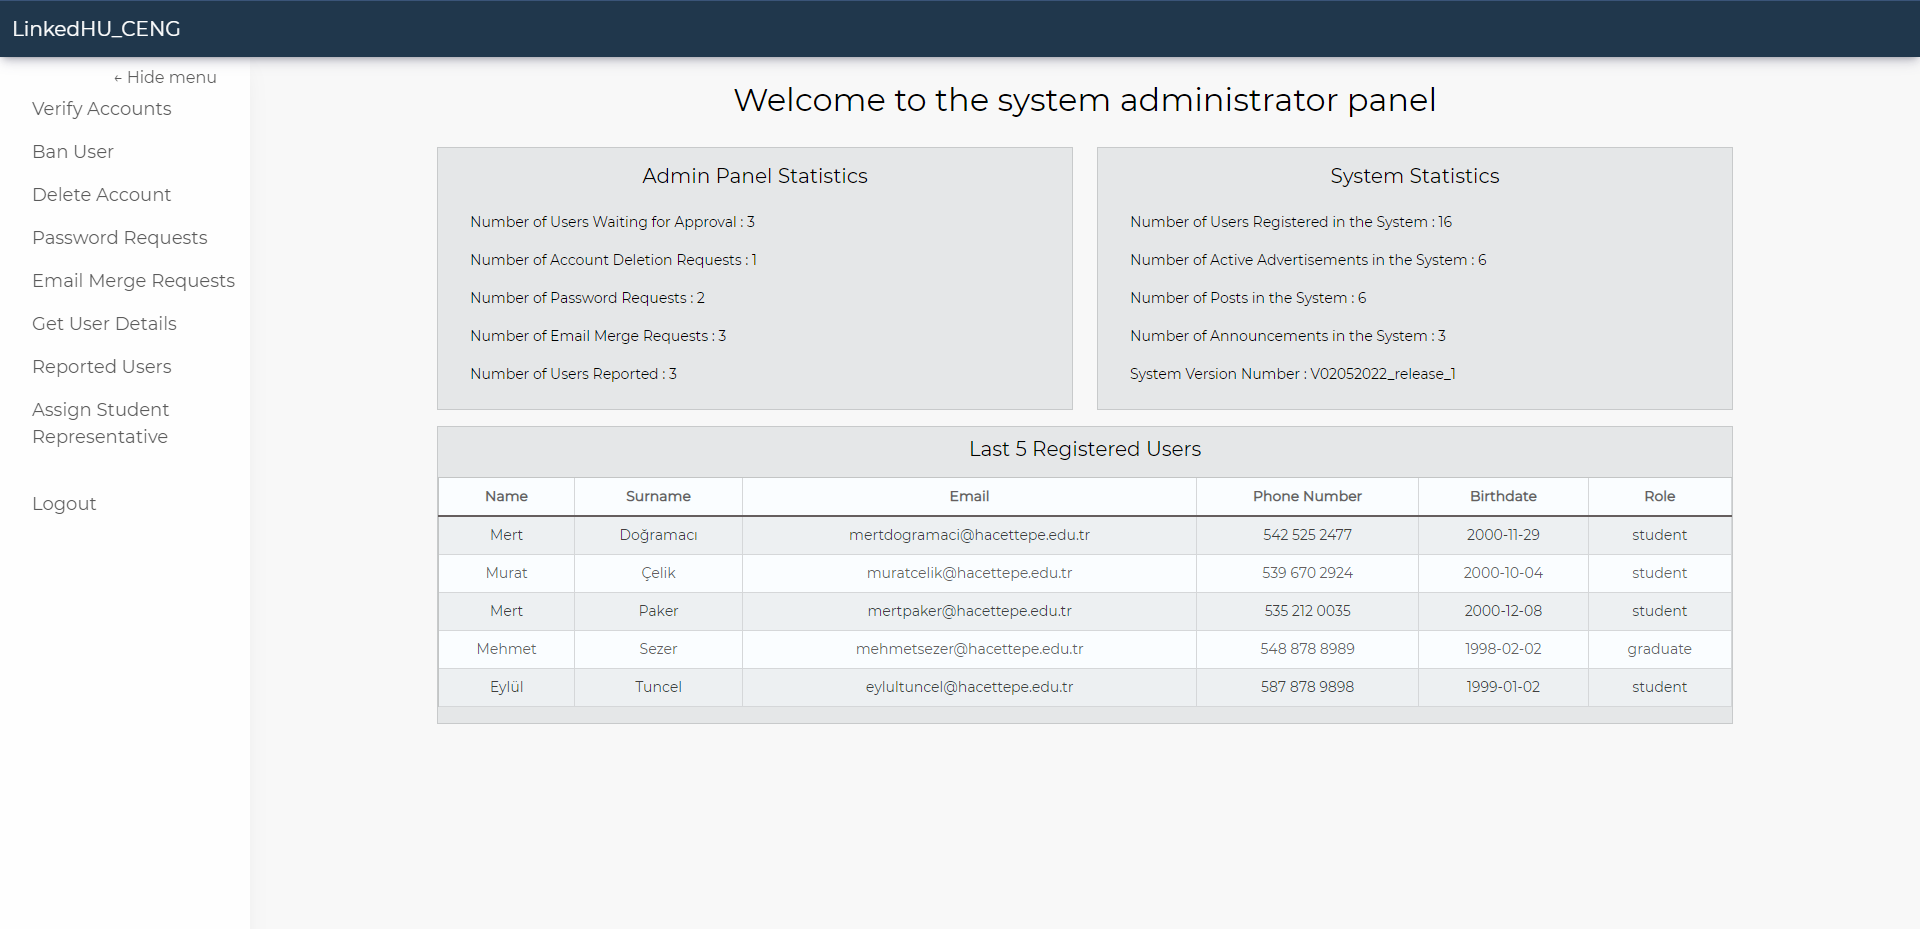 LinkedHU_CENG
← Hide menu
Verify Accounts
Ban User
Delete Account
Password Requests
Email Merge Requests
Get User Details
Reported Users
Assign Student
Representative
Logout
Welcome to the system administrator panel
Admin Panel Statistics
Number of Users Waiting for Approval : 3
Number of Account Deletion Requests : 1
Number of Password Requests : 2
Number of Email Merge Requests : 3
Number of Users Reported : 3
System Statistics
Number of Users Registered in the System : 16
Number of Active Advertisements in the System : 6
Number of Posts in the System : 6
Number of Announcements in the System : 3
System Version Number : V02052022_release_1
Last 5 Registered Users
Name Surname Email Phone Number Birthdate Role
Mert Doğramacı mertdogramaci@hacettepe.edu.tr 542 525 2477 2000-11-29 student
Murat Çelik muratcelik@hacettepe.edu.tr 539 670 2924 2000-10-04 student
Mert Paker mertpaker@hacettepe.edu.tr 535 212 0035 2000-12-08 student
Mehmet Sezer mehmetsezer@hacettepe.edu.tr 548 878 8989 1998-02-02 graduate
Eylül Tuncel eylultuncel@hacettepe.edu.tr 587 878 9898 1999-01-02 student